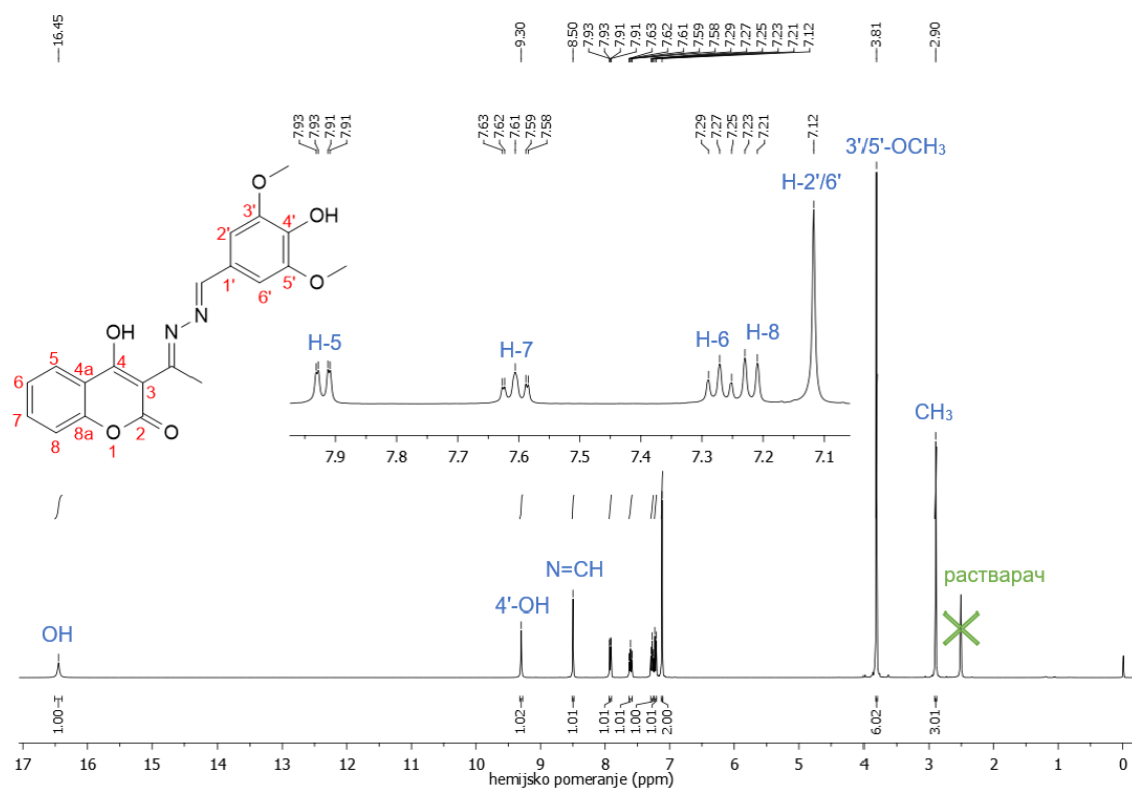 16.45
9.30
8.50
7.93
7.93
7.91
7.91
7.63
7.62
7.61
7.59
7.58
7.29
7.27
7.25
7.23
7.21
7.12
3.81
2.90
7.93
7.93
7.91
7.91
7.63
7.62
7.61
7.59
7.58
7.29
7.27
7.25
7.23
7.21
7.12
3'/5'-OCH₃
H-2'/6'
H-5
H-7
H-6
H-8
CH₃
O
3'
4'
OH
2'
5'
O
1'
6'
N
N
OH
5
4
4a
6
3
7
8a
2
8
O
O
1
7.9 7.8 7.7 7.6 7.5 7.4 7.3 7.2 7.1
OH
4'-OH
N=CH
растварач
1.00
1.02
1.01
1.01
1.01
1.00
1.01
2.00
6.02
3.01
17 16 15 14 13 12 11 10 9 8 7 6 5 4 3 2 1 0
hemijsko pomeranje (ppm)